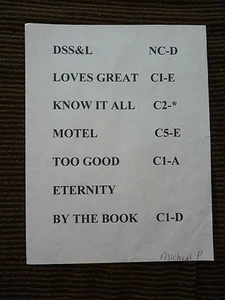 DSS&L NC-D
LOVES GREAT CI-E
KNOW IT ALL C2-*
MOTEL C5-E
TOO GOOD C1-A
ETERNITY
BY THE BOOK C1-D
Michael P